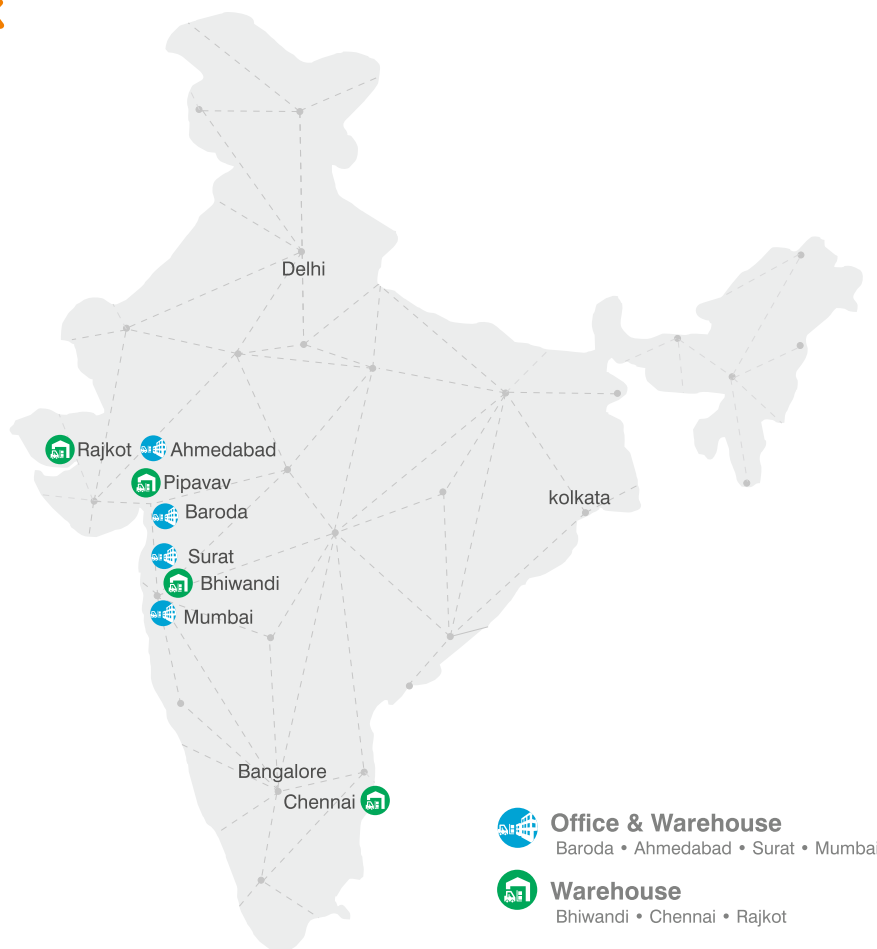 Delhi
Rajkot
Ahmedabad
Pipavav
Baroda
kolkata
Surat
Bhiwandi
Mumbai
Bangalore
Chennai
Office & Warehouse
Baroda • Ahmedabad • Surat • Mumbai
Warehouse
Bhiwandi • Chennai • Rajkot